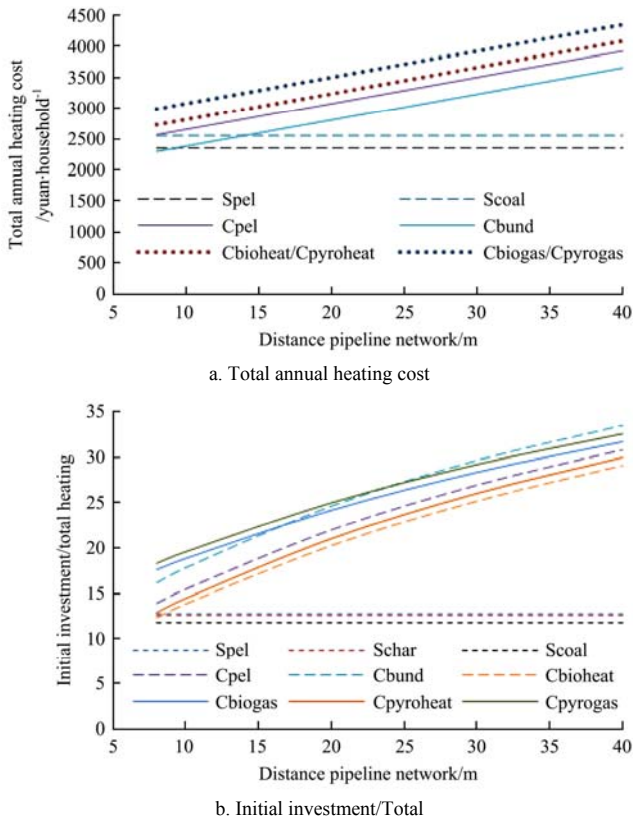 4500
4000
3500
3000
2500
2000
1500
1000
500
0
Total annual heating cost
/yuan·household⁻¹
Spel Scoal
Cpel Cbund
Cbioheat/Cpyroheat Cbiogas/Cpyrogas
5 10 15 20 25 30 35 40
Distance pipeline network/m
a. Total annual heating cost
35
30
25
20
15
10
5
0
Initial investment/total heating
Spel Schar Scoal
Cpel Cbund Cbioheat
Cbiogas Cpyroheat Cpyrogas
5 10 15 20 25 30 35 40
Distance pipeline network/m
b. Initial investment/Total